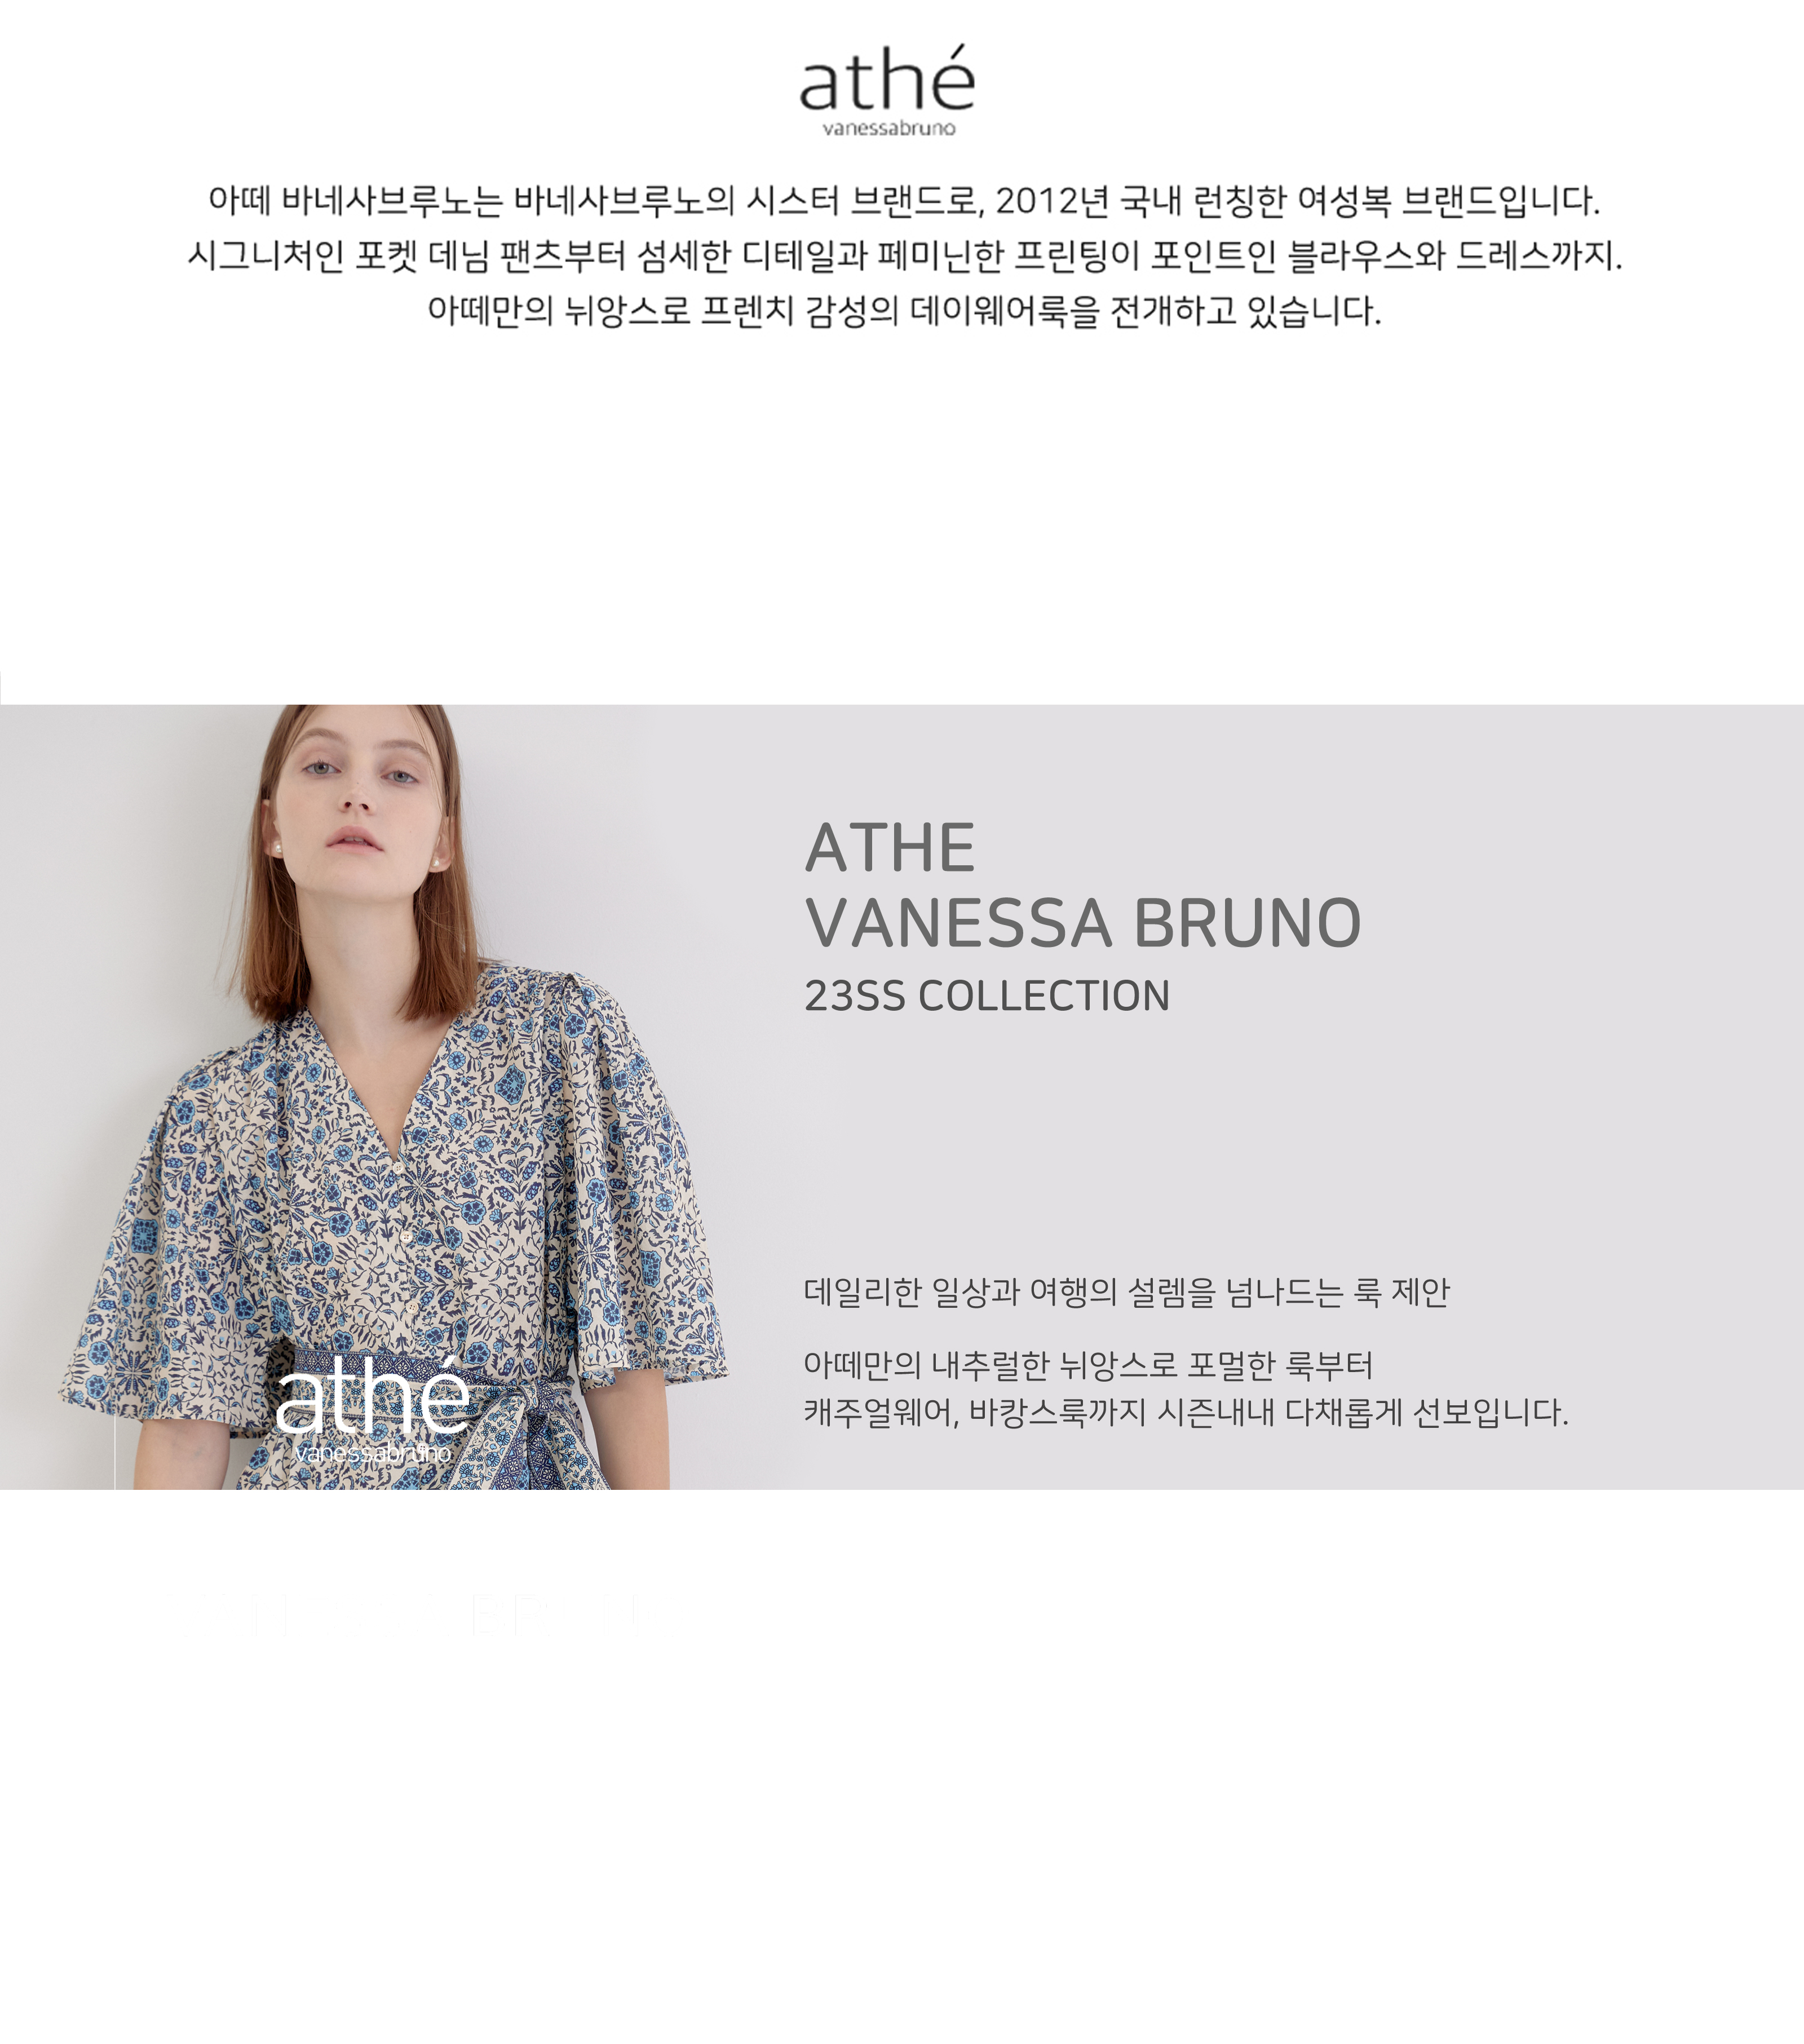 athé
vanessabruno
아떼 바네사브루노는 바네사브루노의 시스터 브랜드로, 2012년 국내 런칭한 여성복 브랜드입니다.
시그니처인 포켓 데님 팬츠부터 섬세한 디테일과 페미닌한 프린팅이 포인트인 블라우스와 드레스까지.
아떼만의 뉘앙스로 프렌치 감성의 데이웨어룩을 전개하고 있습니다.
ATHE
VANESSA BRUNO
23SS COLLECTION
데일리한 일상과 여행의 설렘을 넘나드는 룩 제안
아떼만의 내추럴한 뉘앙스로 포멀한 룩부터
캐주얼웨어, 바캉스룩까지 시즌내내 다채롭게 선보입니다.
athé
vanessabruno